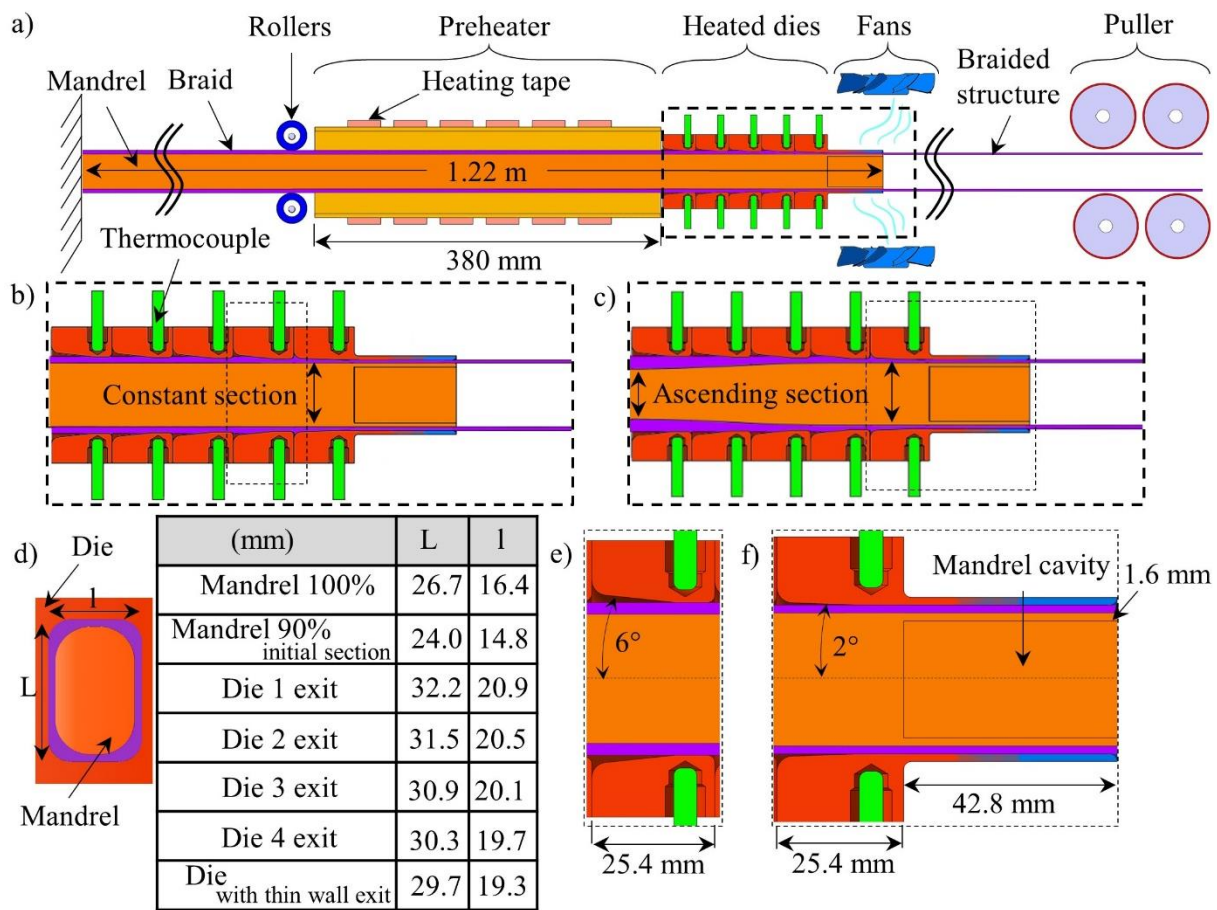 a)
Rollers
Preheater
Heated dies
Fans
Puller
Mandrel
Braid
Heating tape
Braided
structure
1.22 m
Thermocouple
380 mm
b)
Constant section
c)
Ascending section
d)
Die
l
L
Mandrel
(mm) L l
Mandrel 100% 26.7 16.4
Mandrel 90% 24.0 14.8
initial section
Die 1 exit 32.2 20.9
Die 2 exit 31.5 20.5
Die 3 exit 30.9 20.1
Die 4 exit 30.3 19.7
Die 29.7 19.3
with thin wall exit
e)
6°
25.4 mm
f)
Mandrel cavity
1.6 mm
2°
42.8 mm
25.4 mm